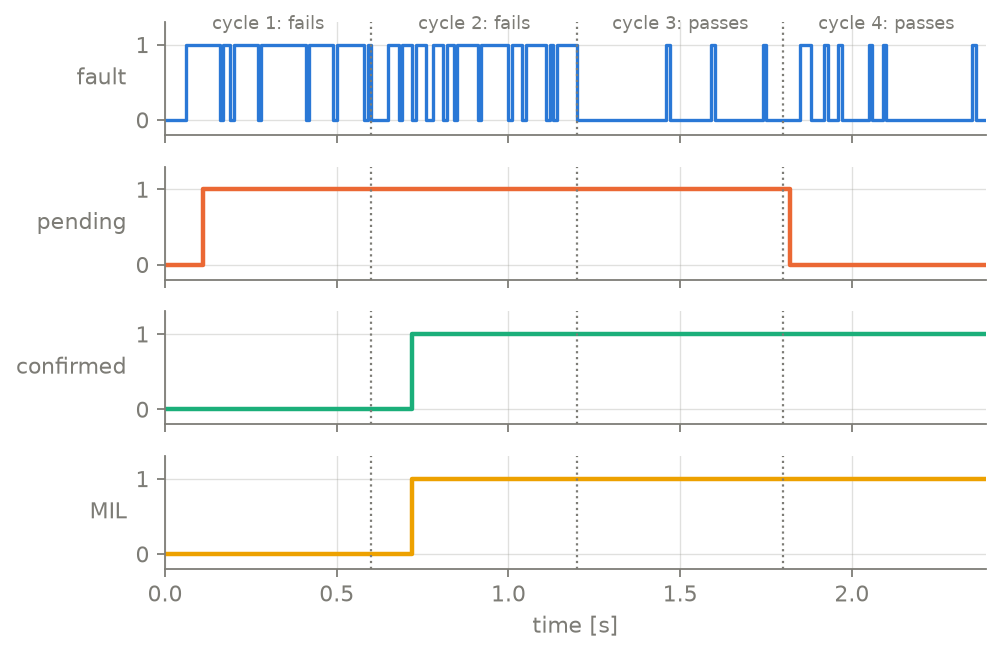 cycle 1: fails
cycle 2: fails
cycle 3: passes
cycle 4: passes
fault
1
0
pending
1
0
confirmed
1
0
MIL
1
0
0.0 0.5 1.0 1.5 2.0
time [s]